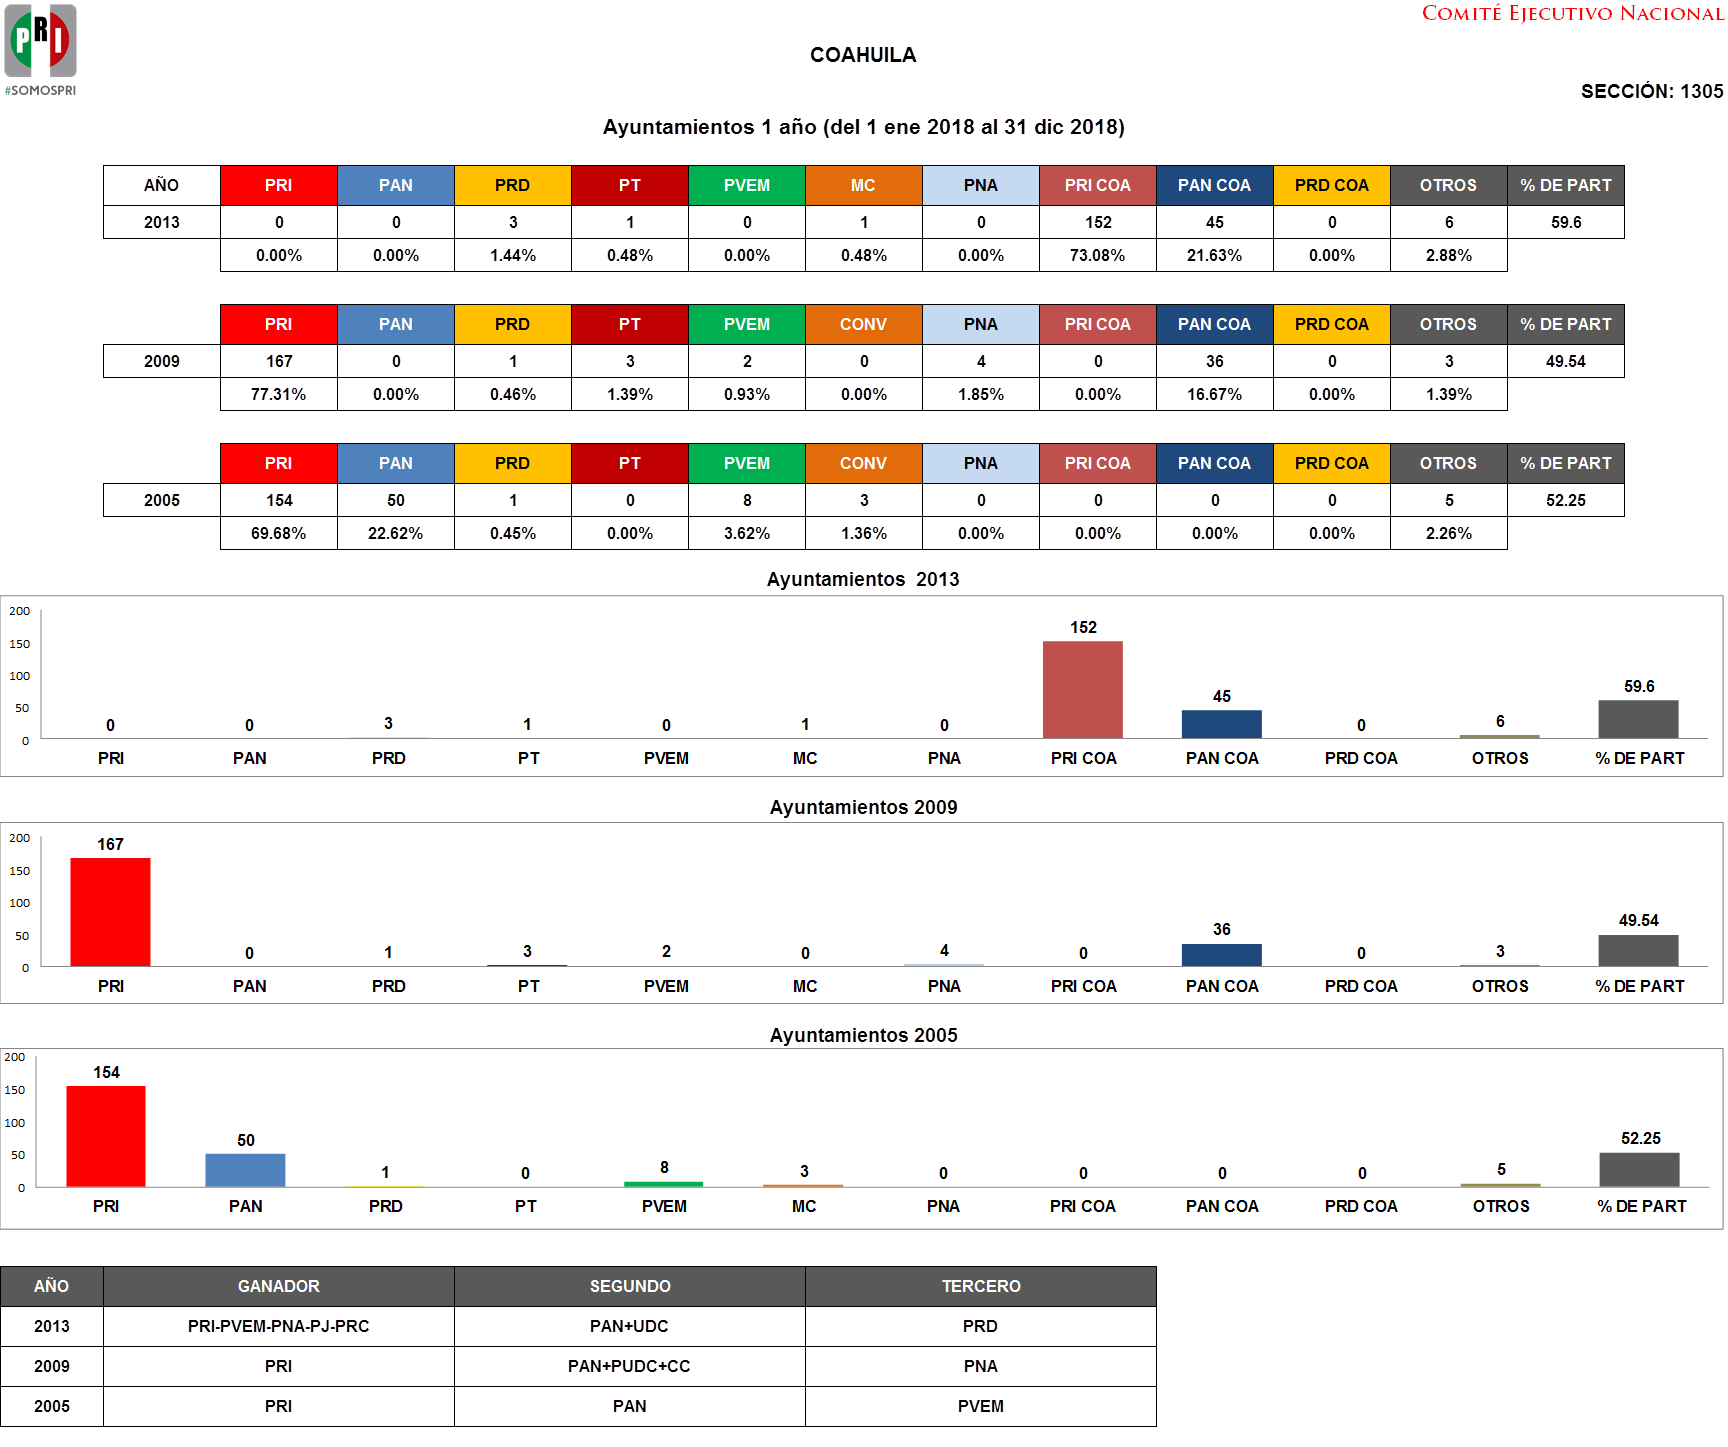 PRI
#SOMOSPRI
COMITÉ EJECUTIVO NACIONAL
COAHUILA
SECCIÓN: 1305
Ayuntamientos 1 año (del 1 ene 2018 al 31 dic 2018)
AÑO PRI PAN PRD PT PVEM MC PNA PRI COA PAN COA PRD COA OTROS % DE PART
2013 0 0 3 1 0 1 0 152 45 0 6 59.6
0.00% 0.00% 1.44% 0.48% 0.00% 0.48% 0.00% 73.08% 21.63% 0.00% 2.88%
PRI PAN PRD PT PVEM CONV PNA PRI COA PAN COA PRD COA OTROS % DE PART
2009 167 0 1 3 2 0 4 0 36 0 3 49.54
77.31% 0.00% 0.46% 1.39% 0.93% 0.00% 1.85% 0.00% 16.67% 0.00% 1.39%
PRI PAN PRD PT PVEM CONV PNA PRI COA PAN COA PRD COA OTROS % DE PART
2005 154 50 1 0 8 3 0 0 0 0 5 52.25
69.68% 22.62% 0.45% 0.00% 3.62% 1.36% 0.00% 0.00% 0.00% 0.00% 2.26%
Ayuntamientos 2013
200
150
100
50
0
0 0 3 1 0 1 0 152 45 0 6 59.6
PRI PAN PRD PT PVEM MC PNA PRI COA PAN COA PRD COA OTROS % DE PART
Ayuntamientos 2009
200
150
100
50
0
167 0 1 3 2 0 4 0 36 0 3 49.54
PRI PAN PRD PT PVEM MC PNA PRI COA PAN COA PRD COA OTROS % DE PART
Ayuntamientos 2005
200
150
100
50
0
154 50 1 0 8 3 0 0 0 0 5 52.25
PRI PAN PRD PT PVEM MC PNA PRI COA PAN COA PRD COA OTROS % DE PART
AÑO GANADOR SEGUNDO TERCERO
2013 PRI-PVEM-PNA-PJ-PRC PAN+UDC PRD
2009 PRI PAN+PUDC+CC PNA
2005 PRI PAN PVEM